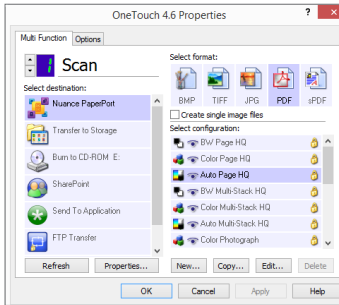 OneTouch 4.6 Properties
?
Multi Function
Options
1
Scan
Select format:
BMP TIFF JPG PDF sPDF
Select destination:
Create single image files
Nuance PaperPort
Transfer to Storage
Burn to CD-ROM E:
SharePoint
Send To Application
FTP Transfer
Select configuration:
BW Page HQ
Color Page HQ
Auto Page HQ
BW Multi-Stack HQ
Color Multi-Stack HQ
Auto Multi-Stack HQ
Color Photograph
Refresh Properties... New... Copy... Edit... Delete
OK Cancel Apply Help